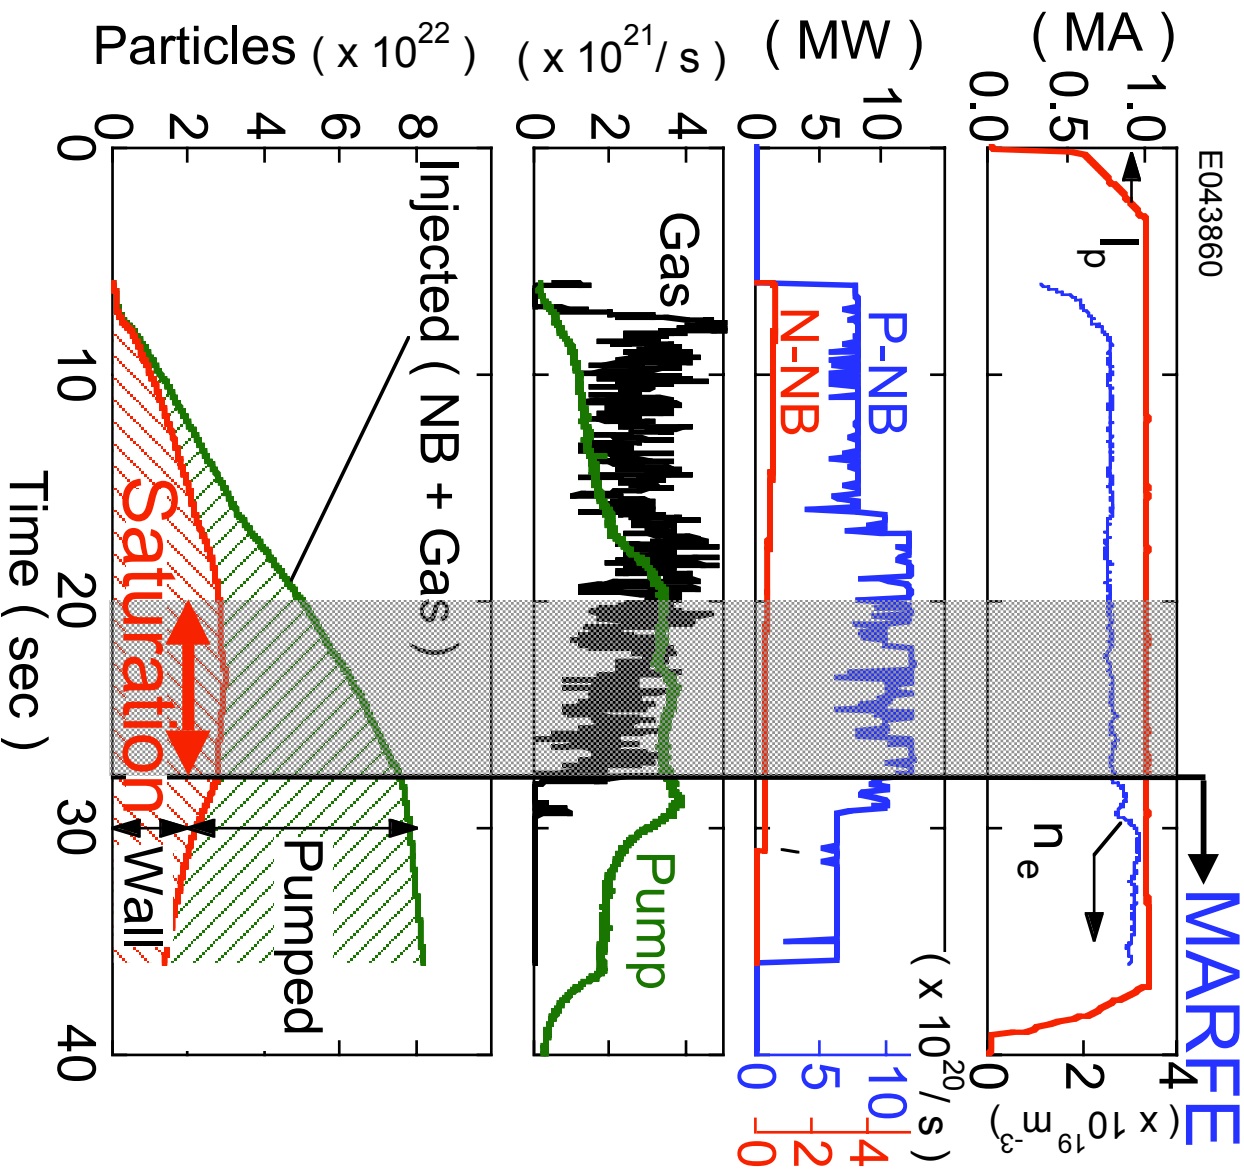 E043860
MARFE
( MA )
0.0
0.5
1.0
Ip
ne
0
2
4
(x 10^19 m^-3)
( MW )
0
5
10
P-NB
N-NB
0
5
10
0
2
4
( x 10^20 / s )
( x 10^21 / s )
0
2
4
Gas
Pump
Particles ( x 10^22 )
0
2
4
6
8
Injected ( NB + Gas )
Saturation
Wall
Pumped
0
10
20
30
40
Time ( sec )